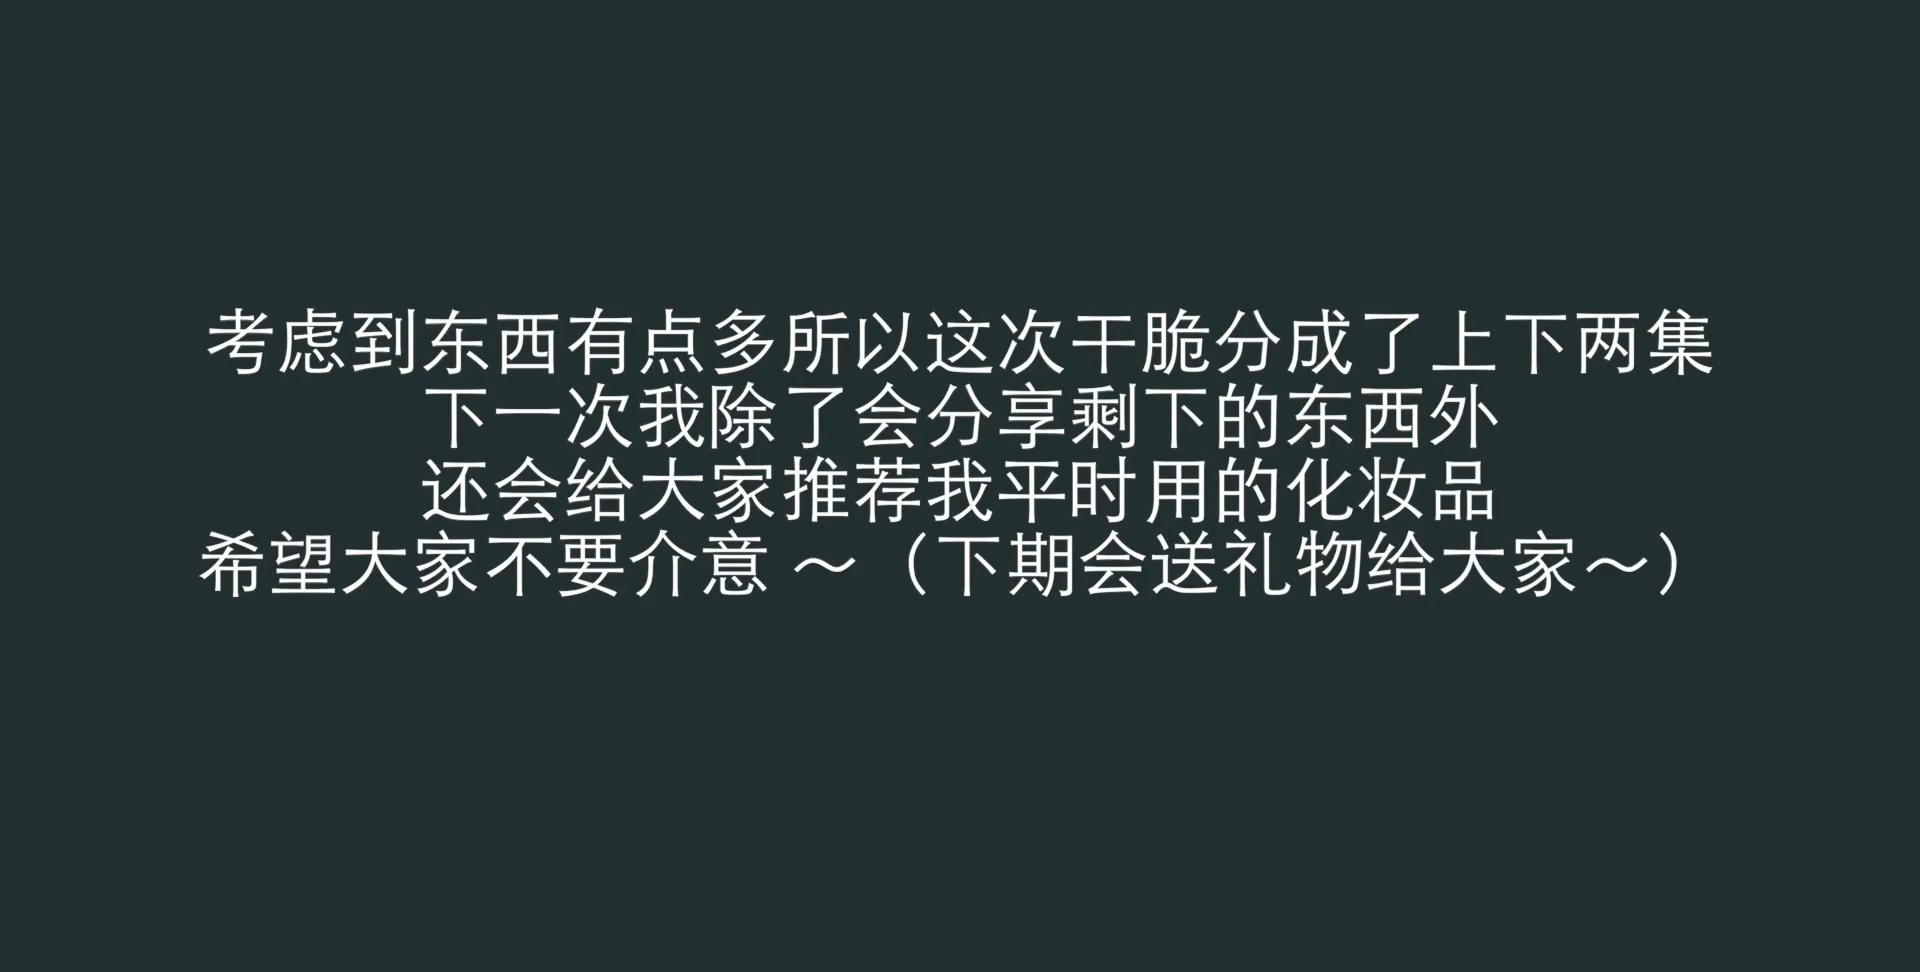 考虑到东西有点多所以这次干脆分成了上下两集
下一次我除了会分享剩下的东西外
还会给大家推荐我平时用的化妆品
希望大家不要介意 ～（下期会送礼物给大家～）